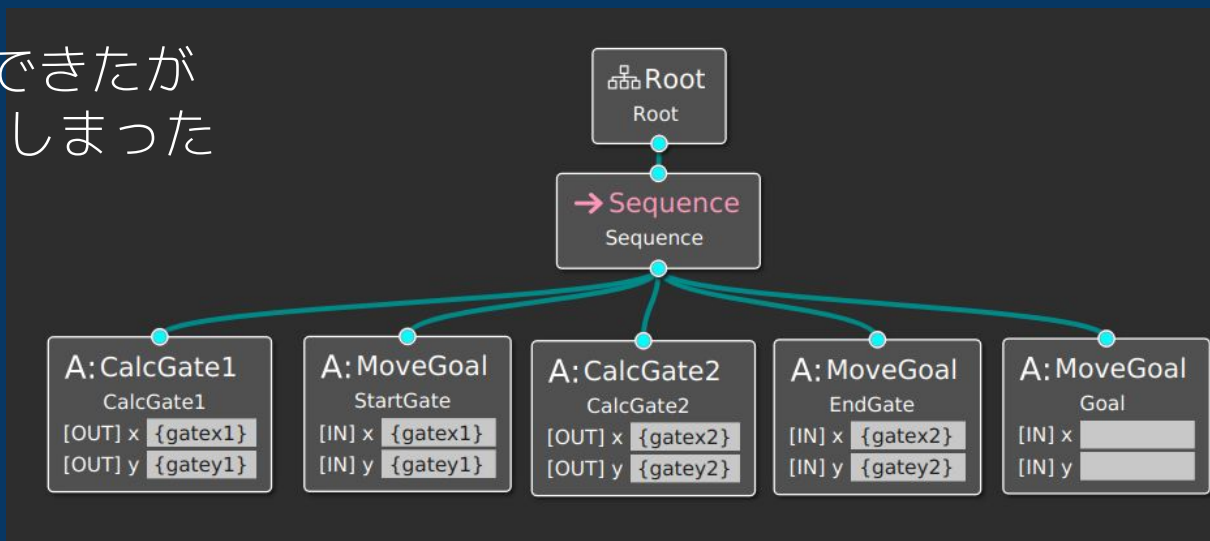 できたが
しまった
Root
Root
Sequence
Sequence
A:CalcGate1
CalcGate1
[OUT] x {gatex1}
[OUT] y {gatey1}
A:MoveGoal
StartGate
[IN] x {gatex1}
[IN] y {gatey1}
A:CalcGate2
CalcGate2
[OUT] x {gatex2}
[OUT] y {gatey2}
A:MoveGoal
EndGate
[IN] x {gatex2}
[IN] y {gatey2}
A:MoveGoal
Goal
[IN] x
[IN] y